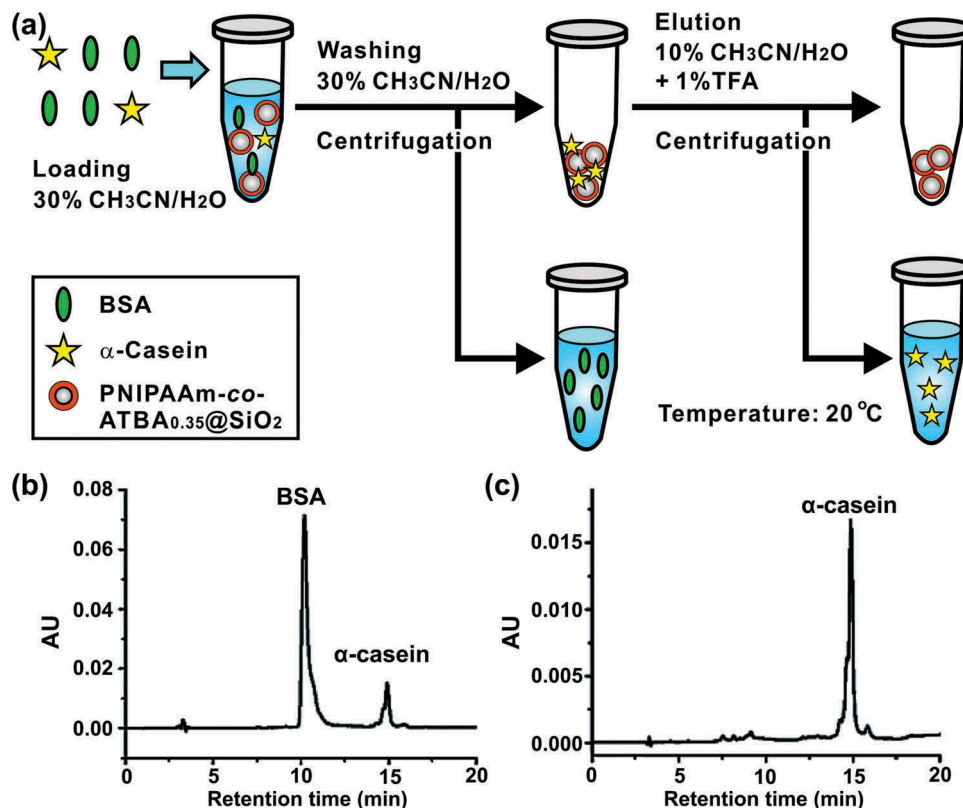 (a)
Loading
30% CH3CN/H2O
Washing
30% CH3CN/H2O
Centrifugation
Elution
10% CH3CN/H2O
+ 1%TFA
Centrifugation
BSA
α-Casein
PNIPAAm-co-
ATBA0.35@SiO2
Temperature: 20 °C
(b)
0.08
0.06
0.04
0.02
0.00
AU
BSA
α-casein
0
5
10
15
20
Retention time (min)
(c)
0.015
0.010
0.005
0.000
AU
α-casein
0
5
10
15
20
Retention time (min)